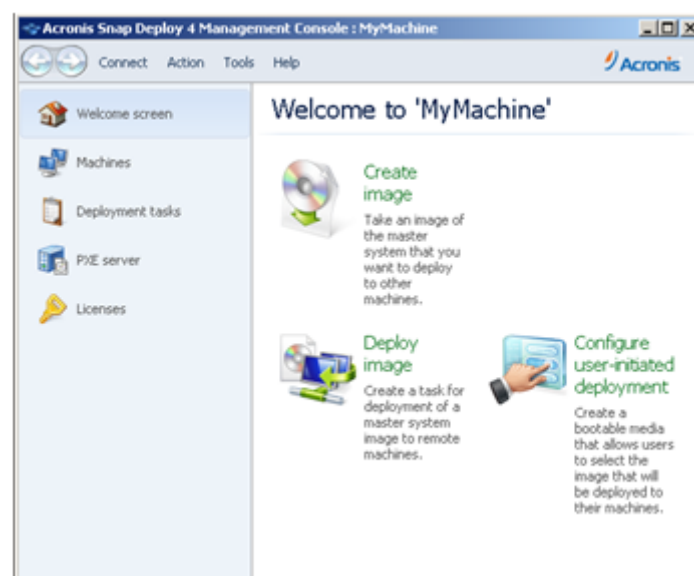 Acronis Snap Deploy 4 Management Console : MyMachine
Connect Action Tools Help
Acronis
Welcome screen
Machines
Deployment tasks
PXE server
Licenses
Welcome to 'MyMachine'
Create
image
Take an image of
the master
system that you
want to deploy
to other
machines.
Deploy
image
Create a task for
deployment of a
master system
image to remote
machines.
Configure
user-initiated
deployment
Create a
bootable media
that allows users
to select the
image that will
be deployed to
their machines.